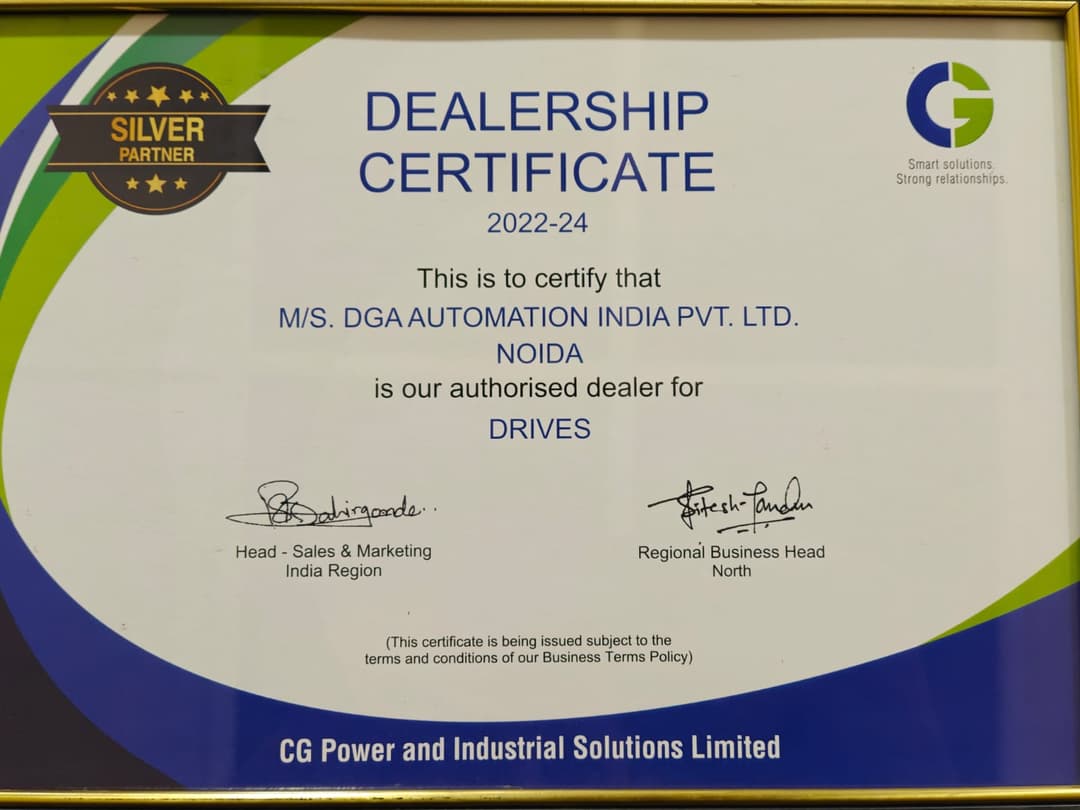 SILVER
PARTNER
DEALERSHIP
CERTIFICATE
2022-24
Smart solutions.
Strong relationships.
This is to certify that
M/S. DGA AUTOMATION INDIA PVT. LTD.
NOIDA
is our authorised dealer for
DRIVES
Head - Sales & Marketing
India Region
Regional Business Head
North
(This certificate is being issued subject to the
terms and conditions of our Business Terms Policy)
CG Power and Industrial Solutions Limited